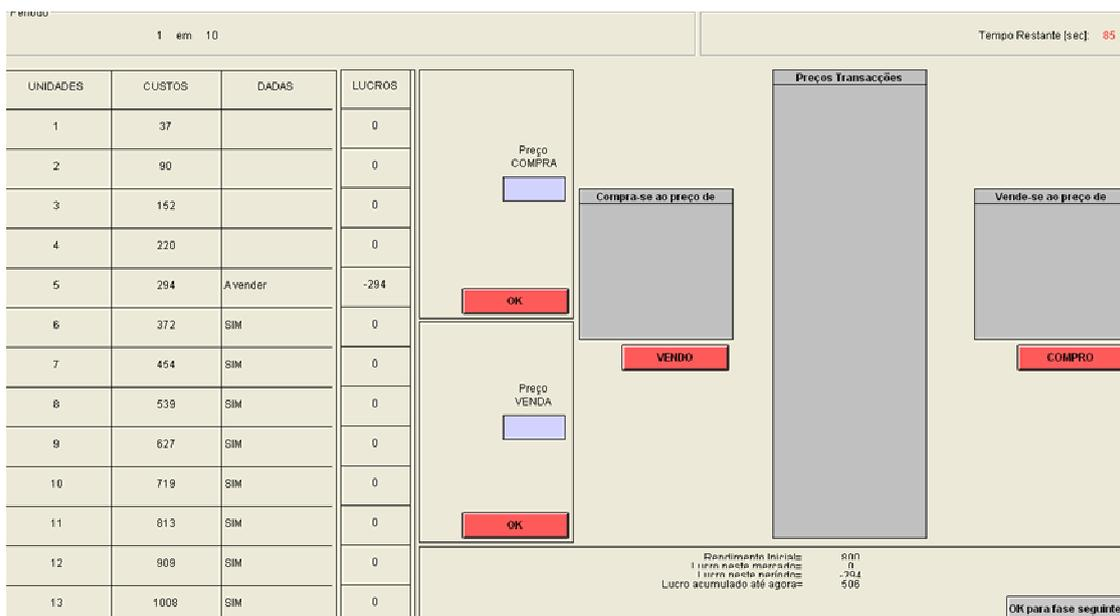 Período
1 em 10
Tempo Restante [sec]: 85
UNIDADES CUSTOS DADAS LUCROS
1 37 0
2 90 0
3 152 0
4 220 0
5 294 A vender -294
6 372 SIM 0
7 454 SIM 0
8 539 SIM 0
9 627 SIM 0
10 719 SIM 0
11 813 SIM 0
12 909 SIM 0
13 1008 SIM 0
Preço
COMPRA
OK
Preço
VENDA
OK
Compra-se ao preço de
VENDO
Preços Transacções
Vende-se ao preço de
COMPRO
Rendimento Inicial= 800
Lucro neste mercado= 0
Lucro neste período= -294
Lucro acumulado até agora= 506
OK para fase seguinte